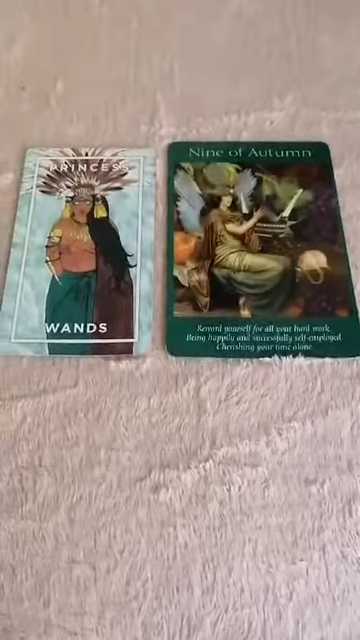 PRINCESS
WANDS
Nine of Autumn
Reward yourself for all your hard work.
Being happily and successfully self-employed.
Cherishing your time alone.